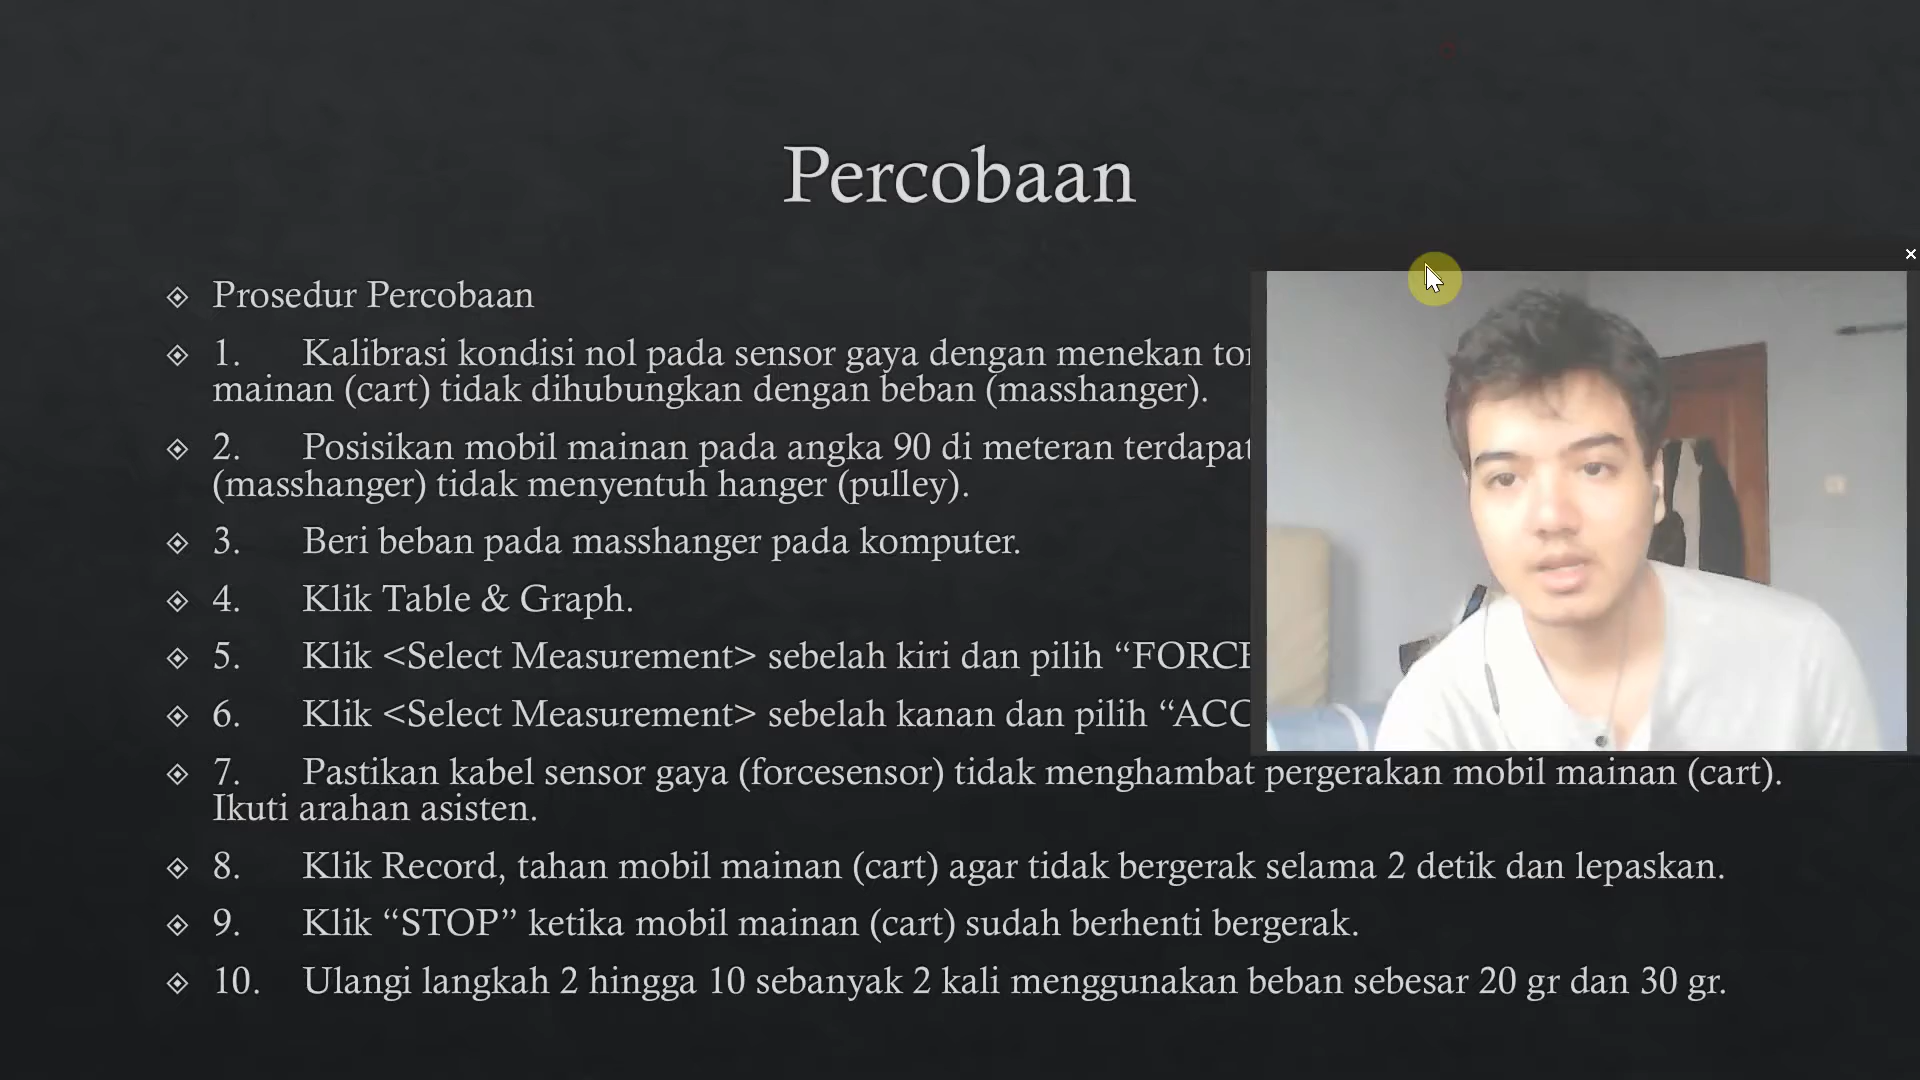 Percobaan
Prosedur Percobaan
1. Kalibrasi kondisi nol pada sensor gaya dengan menekan
mainan (cart) tidak dihubungkan dengan beban (masshanger).
2. Posisikan mobil mainan pada angka 90 di meteran terdapat
(masshanger) tidak menyentuh hanger (pulley).
3. Beri beban pada masshanger pada komputer.
4. Klik Table & Graph.
5. Klik <Select Measurement> sebelah kiri dan pilih “FORCE
6. Klik <Select Measurement> sebelah kanan dan pilih “ACC
7. Pastikan kabel sensor gaya (forcesensor) tidak menghambat pergerakan mobil mainan (cart).
Ikuti arahan asisten.
8. Klik Record, tahan mobil mainan (cart) agar tidak bergerak selama 2 detik dan lepaskan.
9. Klik “STOP” ketika mobil mainan (cart) sudah berhenti bergerak.
10. Ulangi langkah 2 hingga 10 sebanyak 2 kali menggunakan beban sebesar 20 gr dan 30 gr.